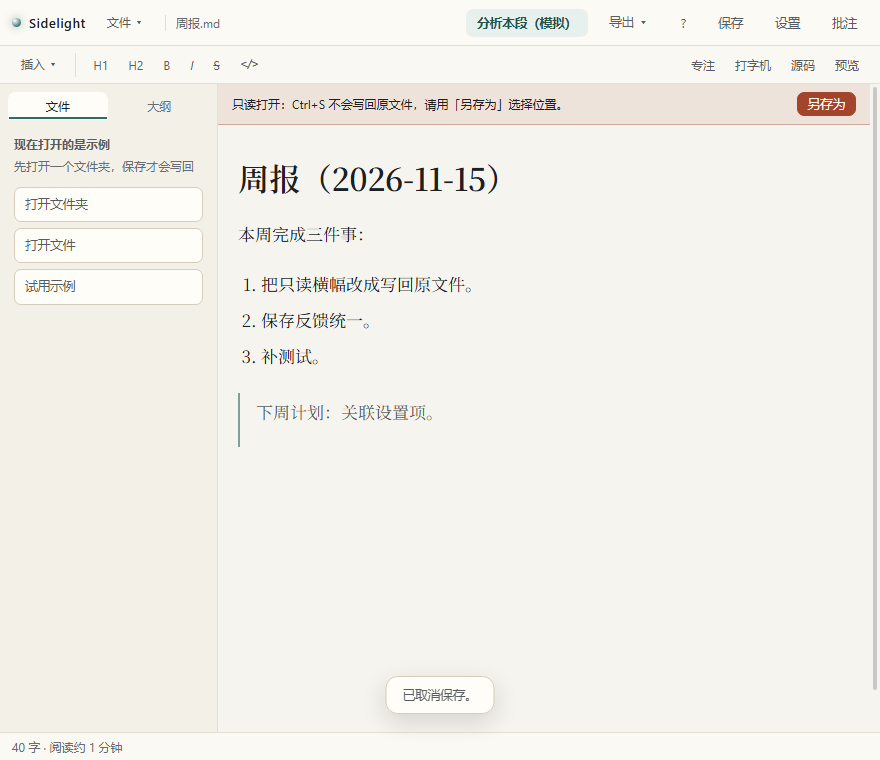 Sidelight 文件 ▾ 周报.md 分析本段（模拟） 导出 ▾ ? 保存 设置 批注
插入 ▾ H1 H2 B I S </> 专注 打字机 源码 预览
文件 大纲
现在打开的是示例
先打开一个文件夹，保存才会写回
打开文件夹
打开文件
试用示例
只读打开：Ctrl+S 不会写回原文件，请用「另存为」选择位置。 另存为
周报（2026-11-15）
本周完成三件事：
1. 把只读横幅改成写回原文件。
2. 保存反馈统一。
3. 补测试。
下周计划：关联设置项。
已取消保存。
40 字 · 阅读约 1 分钟